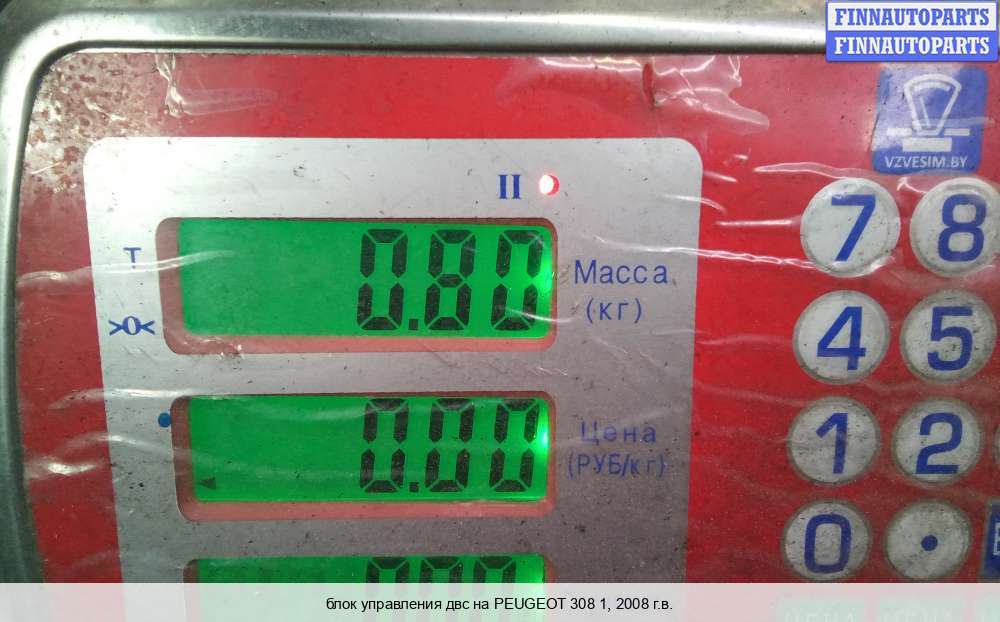 FINNAUTOPARTS
FINNAUTOPARTS
VZVESIM.BY
II
7 8
T
0.80
Масса
(кг)
>0<
4 5
0.00
Цена
(РУБ/кг)
1 2
0 .
блок управления двс на PEUGEOT 308 1, 2008 г.в.